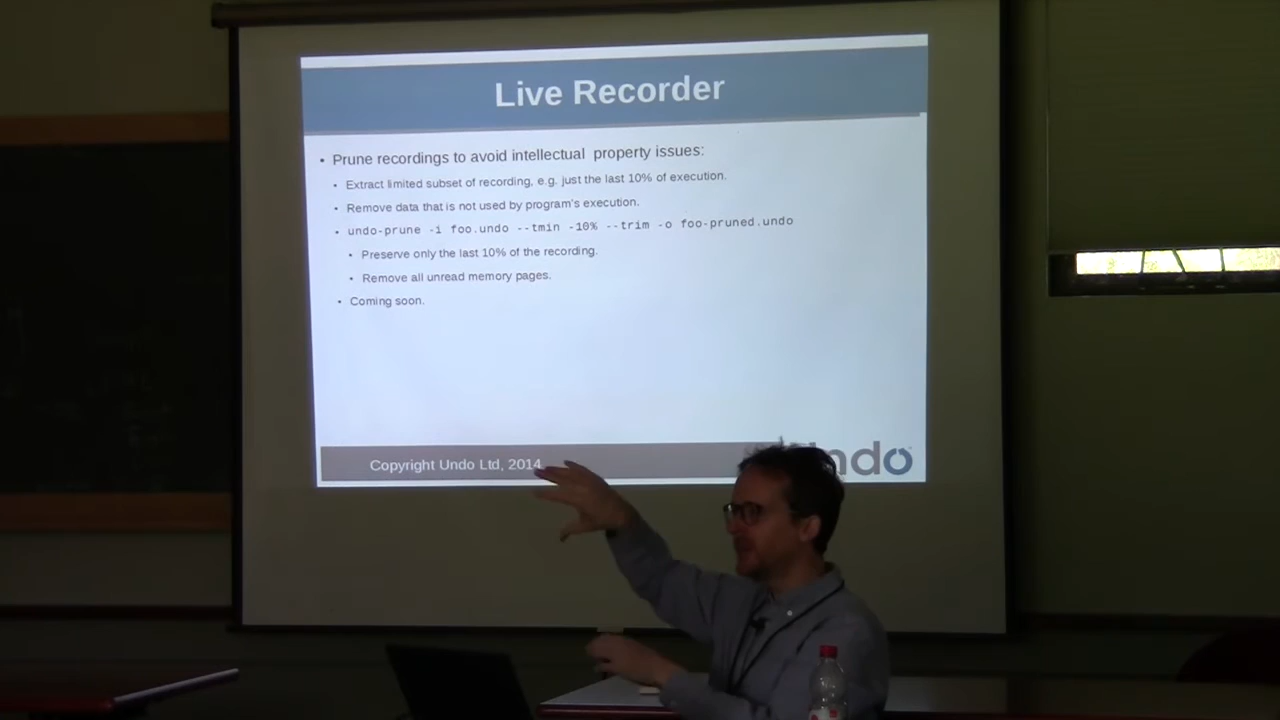 Live Recorder
• Prune recordings to avoid intellectual property issues:
• Extract limited subset of recording, e.g. just the last 10% of execution.
• Remove data that is not used by program's execution.
• undo-prune -i foo.undo --tmin -10% --trim -o foo-pruned.undo
• Preserve only the last 10% of the recording.
• Remove all unread memory pages.
• Coming soon.
Copyright Undo Ltd, 2014